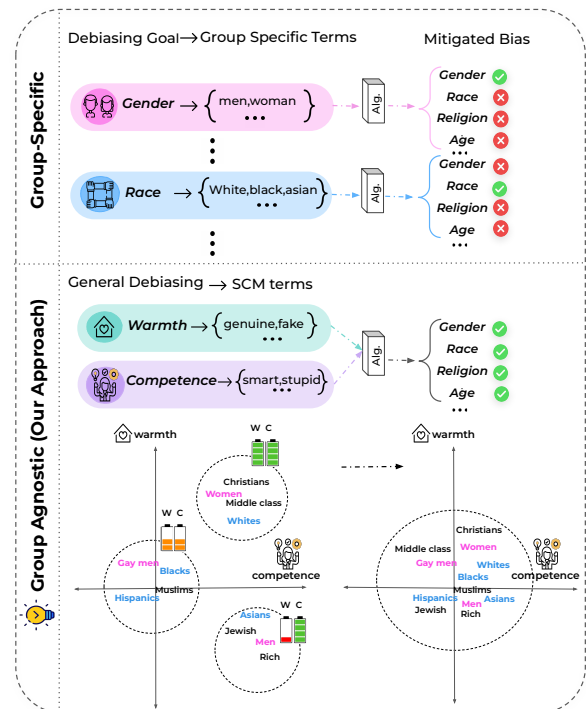 Debiasing Goal→Group Specific Terms
Mitigated Bias
Group-Specific
Gender → {men,woman}
...
Alg.
Gender
Race
Religion
Age
...
Race → {White,black,asian}
...
Alg.
Gender
Race
Religion
Age
...
Group Agnostic (Our Approach)
General Debiasing → SCM terms
Warmth → {genuine,fake}
...
Competence → {smart,stupid}
...
Alg.
Gender
Race
Religion
Age
...
warmth
W C
Christians
Women
Middle class
Whites
W C
Gay men
Blacks
Muslims
Hispanics
competence
W C
Asians
Jewish
Men
Rich
warmth
Christians
Middle class
Women
Gay men
Whites
Blacks
competence
Muslims
Hispanics
Asians
Men
Jewish
Rich